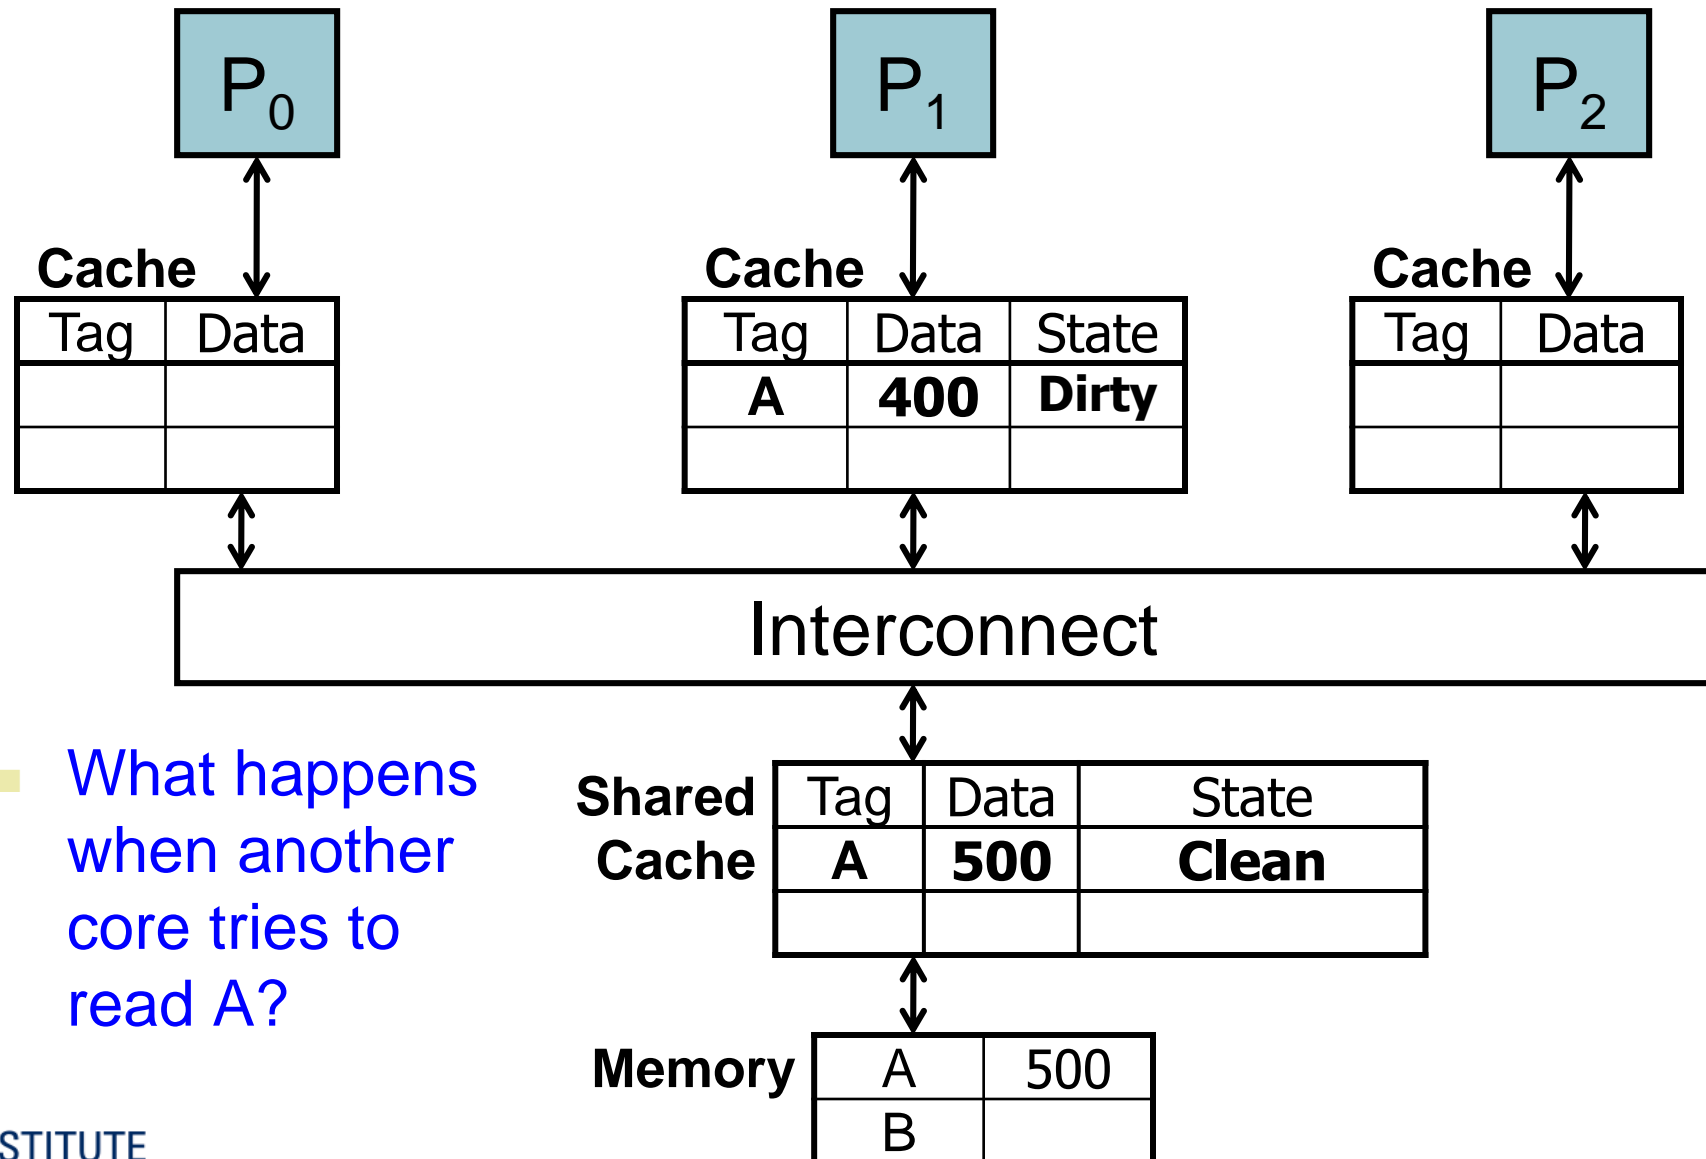 P0 P1 P2
Cache Cache Cache
Tag Data Tag Data State Tag Data
A 400 Dirty
Interconnect
What happens
when another
core tries to
read A?
Shared Tag Data State
Cache A 500 Clean
Memory A 500
B
STITUTE